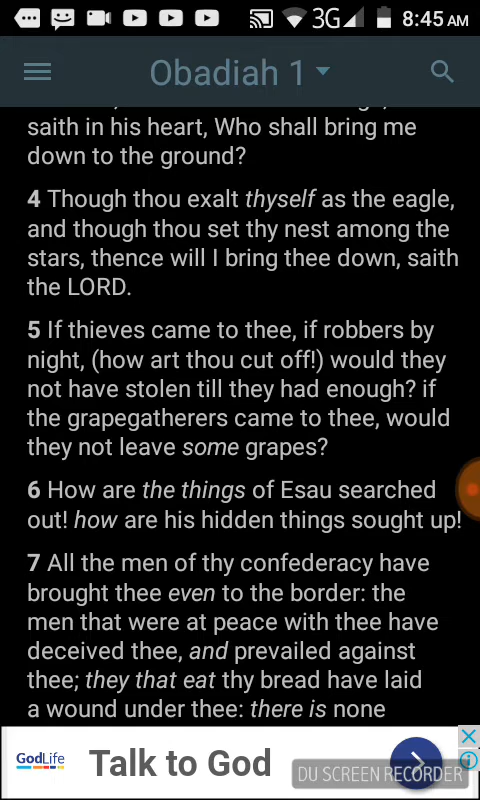 3G 8:45 AM
Obadiah 1
saith in his heart, Who shall bring me
down to the ground?
4 Though thou exalt thyself as the eagle,
and though thou set thy nest among the
stars, thence will I bring thee down, saith
the LORD.
5 If thieves came to thee, if robbers by
night, (how art thou cut off!) would they
not have stolen till they had enough? if
the grapegatherers came to thee, would
they not leave some grapes?
6 How are the things of Esau searched
out! how are his hidden things sought up!
7 All the men of thy confederacy have
brought thee even to the border: the
men that were at peace with thee have
deceived thee, and prevailed against
thee; they that eat thy bread have laid
a wound under thee: there is none
GodLife Talk to God
DU SCREEN RECORDER